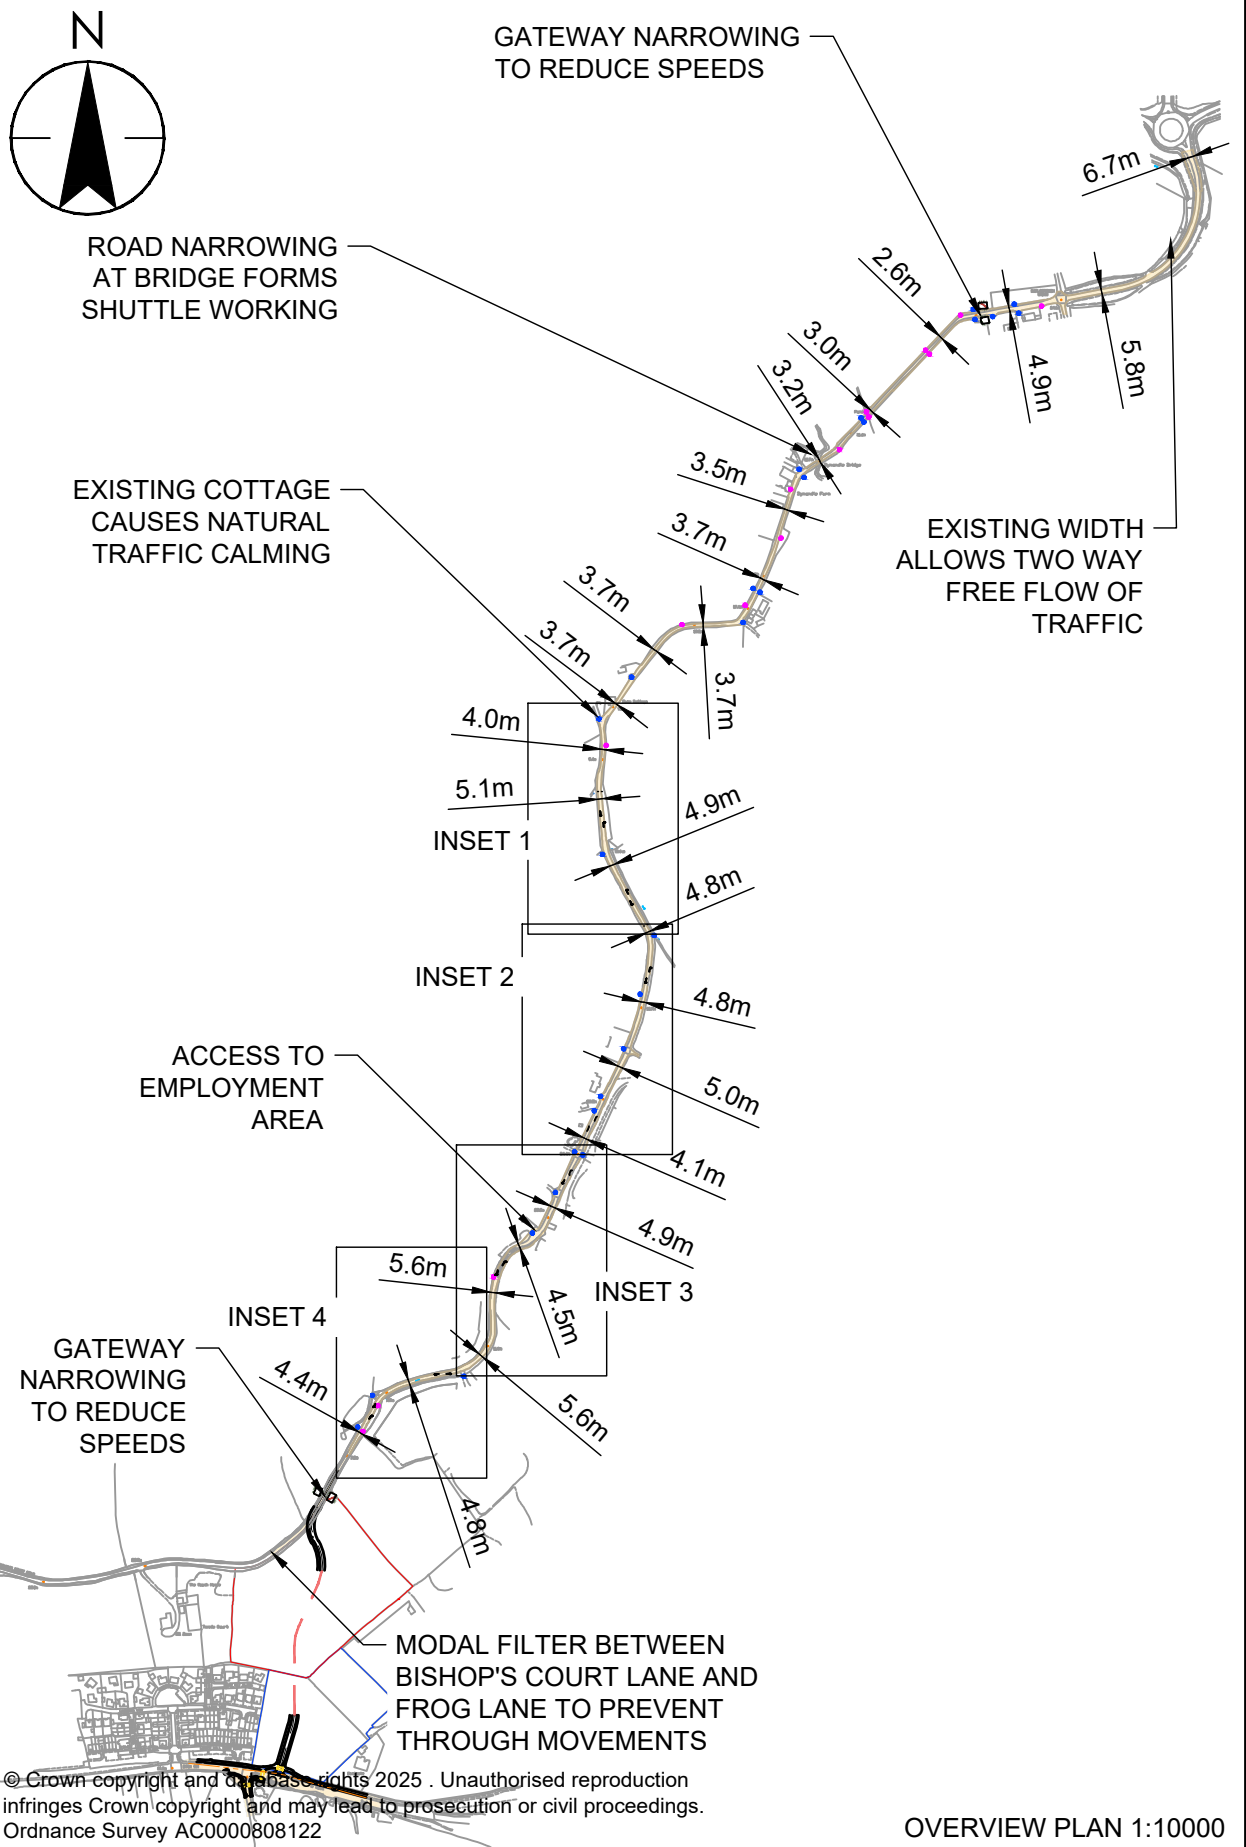 N
GATEWAY NARROWING
TO REDUCE SPEEDS
6.7m
ROAD NARROWING
AT BRIDGE FORMS
SHUTTLE WORKING
2.6m
3.0m
3.2m
4.9m
5.8m
EXISTING COTTAGE
CAUSES NATURAL
TRAFFIC CALMING
3.5m
3.7m
EXISTING WIDTH
ALLOWS TWO WAY
FREE FLOW OF
TRAFFIC
3.7m
3.7m
3.7m
4.0m
5.1m
4.9m
INSET 1
4.8m
INSET 2
4.8m
ACCESS TO
EMPLOYMENT
AREA
5.0m
4.1m
4.9m
5.6m
4.5m
INSET 3
INSET 4
GATEWAY
NARROWING
TO REDUCE
SPEEDS
4.4m
5.6m
4.8m
MODAL FILTER BETWEEN
BISHOP'S COURT LANE AND
FROG LANE TO PREVENT
THROUGH MOVEMENTS
© Crown copyright and database rights 2025 . Unauthorised reproduction
infringes Crown copyright and may lead to prosecution or civil proceedings.
Ordnance Survey AC0000808122
OVERVIEW PLAN 1:10000